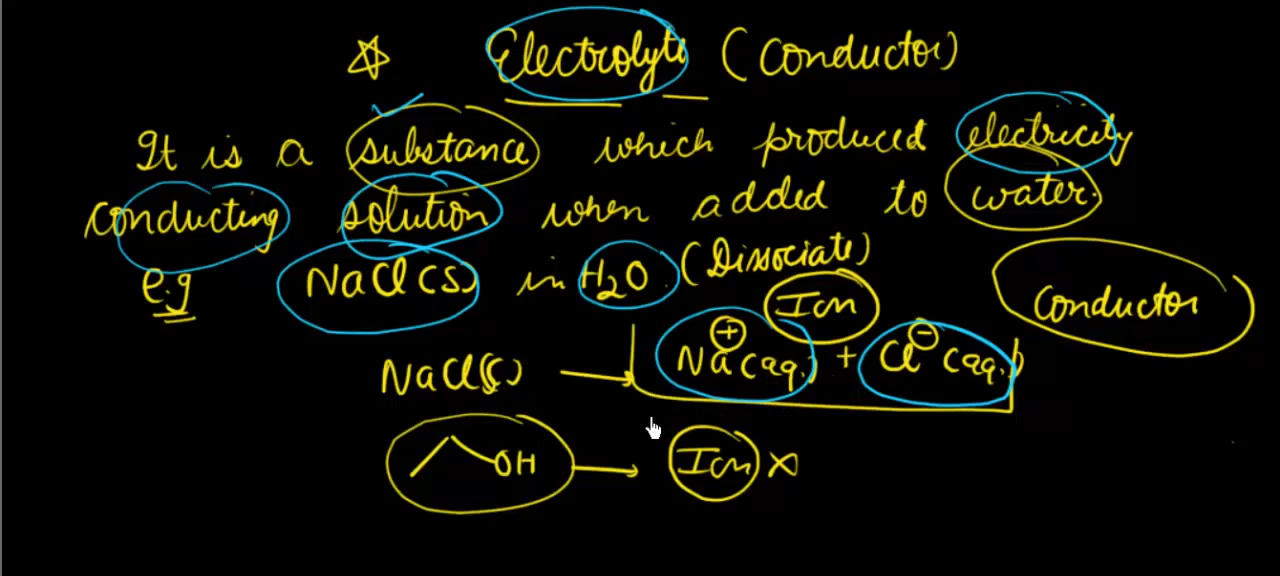 ☆ Electrolyte (Conductor)
It is a substance which produced electricity
conducting solution when added to water.
e.g NaCl(s) in H2O. (Dissociate)
Ion
Conductor
NaCl(s) → Na⊕(aq.) + Cl⊖(aq.)
OH → Ion ×